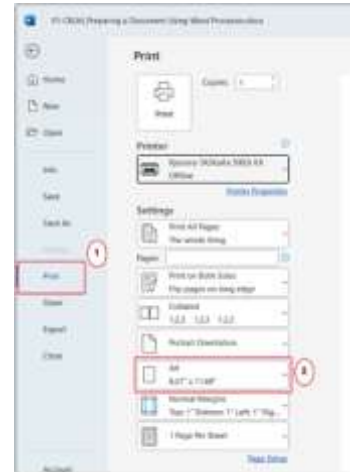 Print
Home
New
Open
Info
Save
Save As
Print
Share
Export
Close
Account
Copies: 1
Print
Printer
Offline
Printer Properties
Settings
Print All Pages
The whole thing
Pages:
Print on Both Sides
Flip pages on long edge
Collated
1,2,3 1,2,3 1,2,3
Portrait Orientation
A4
8.27" x 11.69"
Normal Margins
1 Page Per Sheet
Page Setup
1
2